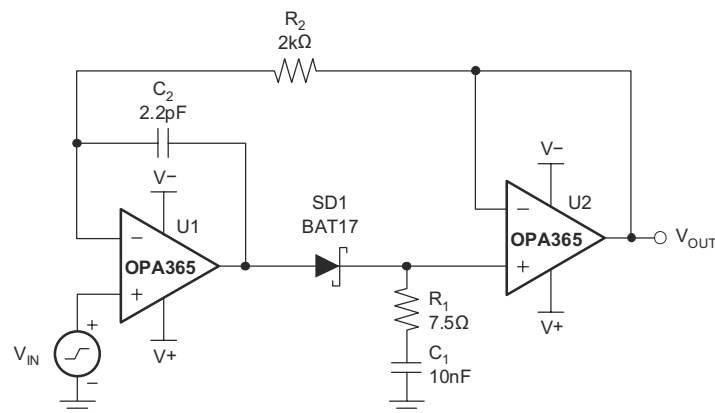 R2
2kΩ
C2
2.2pF
V−
U1
−
OPA365
+
V+
VIN
+
−
SD1
BAT17
R1
7.5Ω
C1
10nF
V−
U2
−
OPA365
+
V+
VOUT